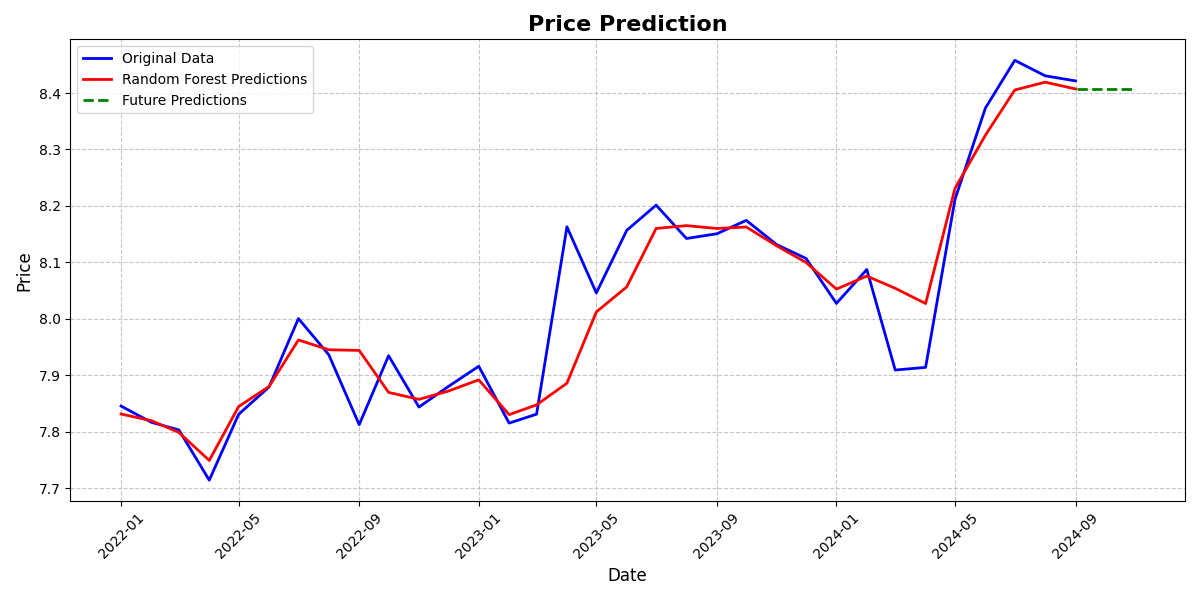 Price Prediction
Original Data
Random Forest Predictions
Future Predictions
Price
8.4
8.3
8.2
8.1
8.0
7.9
7.8
7.7
2022-01
2022-05
2022-09
2023-01
2023-05
2023-09
2024-01
2024-05
2024-09
Date